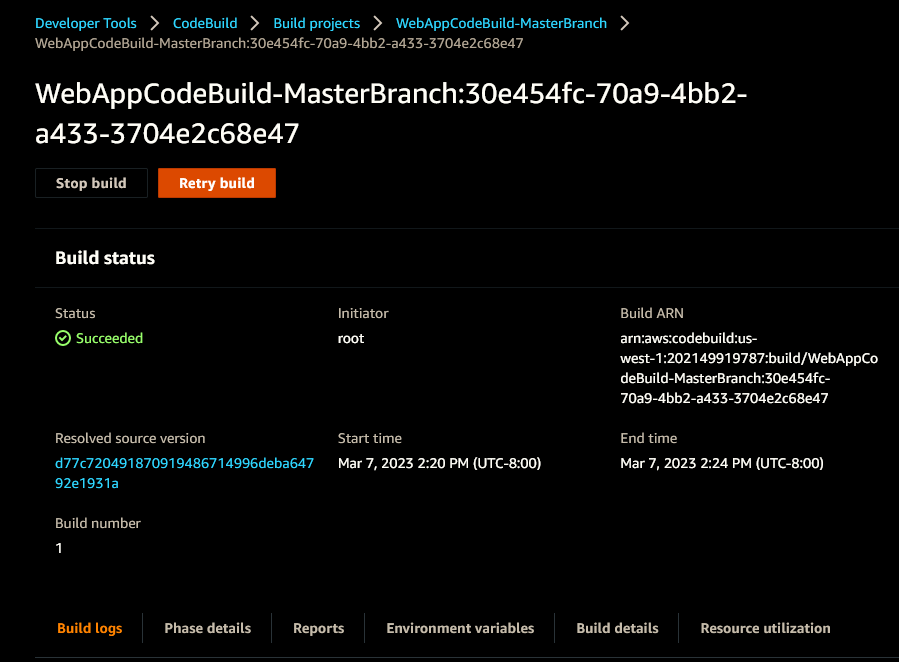 Developer Tools > CodeBuild > Build projects > WebAppCodeBuild-MasterBranch >
WebAppCodeBuild-MasterBranch:30e454fc-70a9-4bb2-a433-3704e2c68e47
WebAppCodeBuild-MasterBranch:30e454fc-70a9-4bb2-
a433-3704e2c68e47
Stop build Retry build
Build status
Status
Succeeded
Initiator
root
Build ARN
arn:aws:codebuild:us-
west-1:202149919787:build/WebAppCo
deBuild-MasterBranch:30e454fc-
70a9-4bb2-a433-3704e2c68e47
Resolved source version
d77c720491870919486714996deba647
92e1931a
Start time
Mar 7, 2023 2:20 PM (UTC-8:00)
End time
Mar 7, 2023 2:24 PM (UTC-8:00)
Build number
1
Build logs Phase details Reports Environment variables Build details Resource utilization